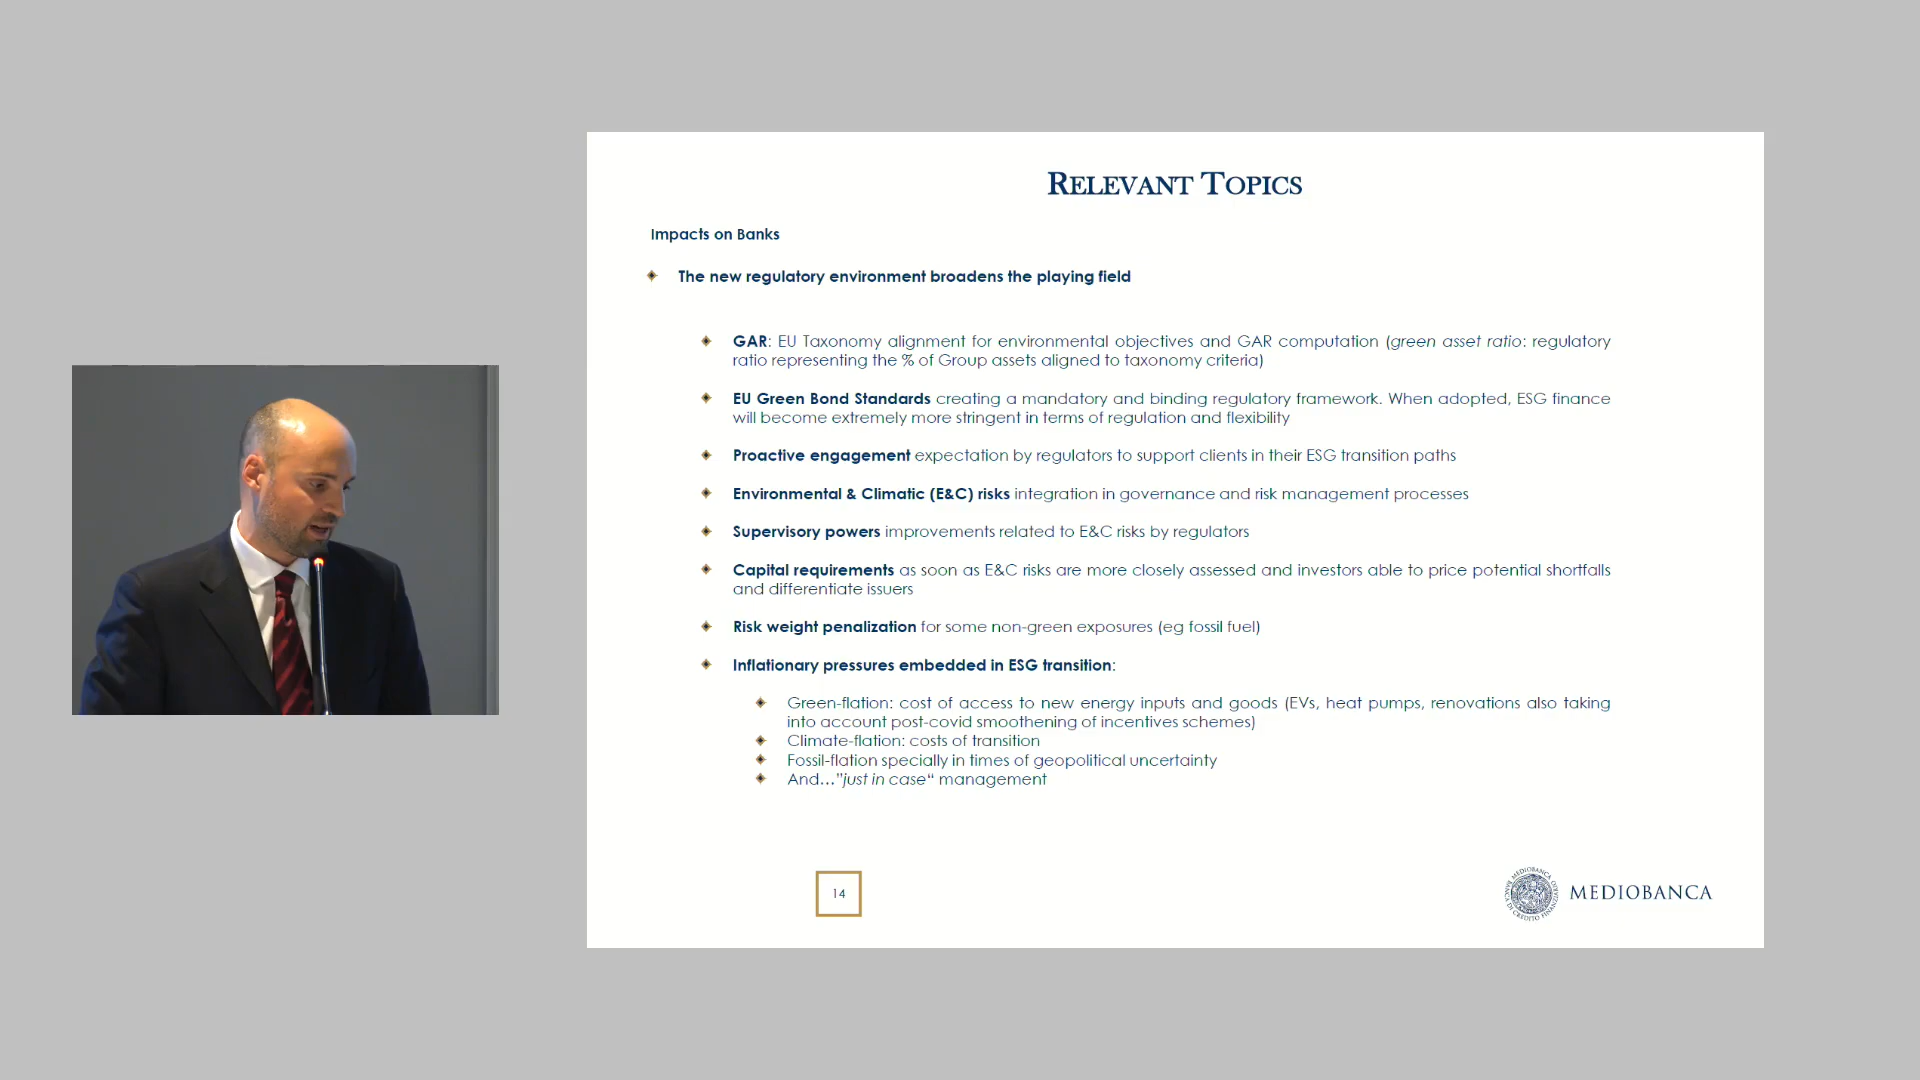 RELEVANT TOPICS
Impacts on Banks
The new regulatory environment broadens the playing field
GAR: EU Taxonomy alignment for environmental objectives and GAR computation (green asset ratio: regulatory
ratio representing the % of Group assets aligned to taxonomy criteria)
EU Green Bond Standards creating a mandatory and binding regulatory framework. When adopted, ESG finance
will become extremely more stringent in terms of regulation and flexibility
Proactive engagement expectation by regulators to support clients in their ESG transition paths
Environmental & Climatic (E&C) risks integration in governance and risk management processes
Supervisory powers improvements related to E&C risks by regulators
Capital requirements as soon as E&C risks are more closely assessed and investors able to price potential shortfalls
and differentiate issuers
Risk weight penalization for some non-green exposures (eg fossil fuel)
Inflationary pressures embedded in ESG transition:
Green-flation: cost of access to new energy inputs and goods (EVs, heat pumps, renovations also taking
into account post-covid smoothening of incentives schemes)
Climate-flation: costs of transition
Fossil-flation specially in times of geopolitical uncertainty
And…”just in case“ management
14
MEDIOBANCA